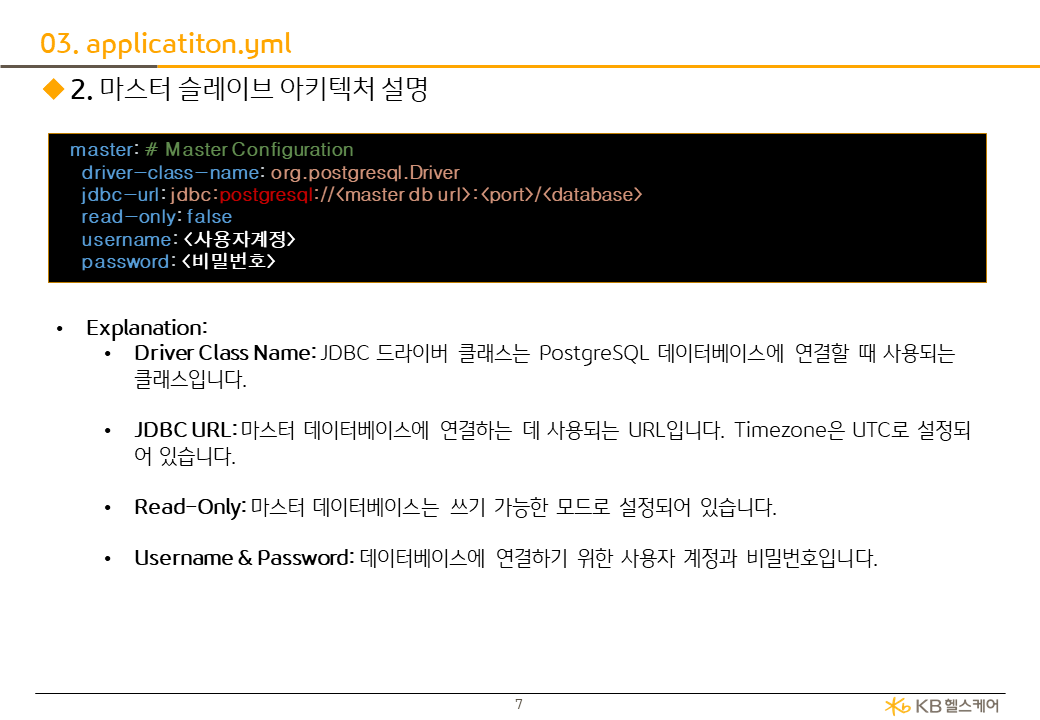 03. applicatiton.yml
◆ 2. 마스터 슬레이브 아키텍처 설명
master: # Master Configuration
driver-class-name: org.postgresql.Driver
jdbc-url: jdbc:postgresql://<master db url>:<port>/<database>
read-only: false
username: <사용자계정>
password: <비밀번호>
• Explanation:
• Driver Class Name: JDBC 드라이버 클래스는 PostgreSQL 데이터베이스에 연결할 때 사용되는
클래스입니다.
• JDBC URL: 마스터 데이터베이스에 연결하는 데 사용되는 URL입니다. Timezone은 UTC로 설정되
어 있습니다.
• Read-Only: 마스터 데이터베이스는 쓰기 가능한 모드로 설정되어 있습니다.
• Username & Password: 데이터베이스에 연결하기 위한 사용자 계정과 비밀번호입니다.
7
KB헬스케어